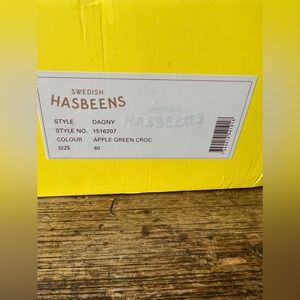 SWEDISH
HASBEENS
STYLE DAGNY
STYLE NO. 1516207
COLOUR APPLE GREEN CROC
SIZE 40